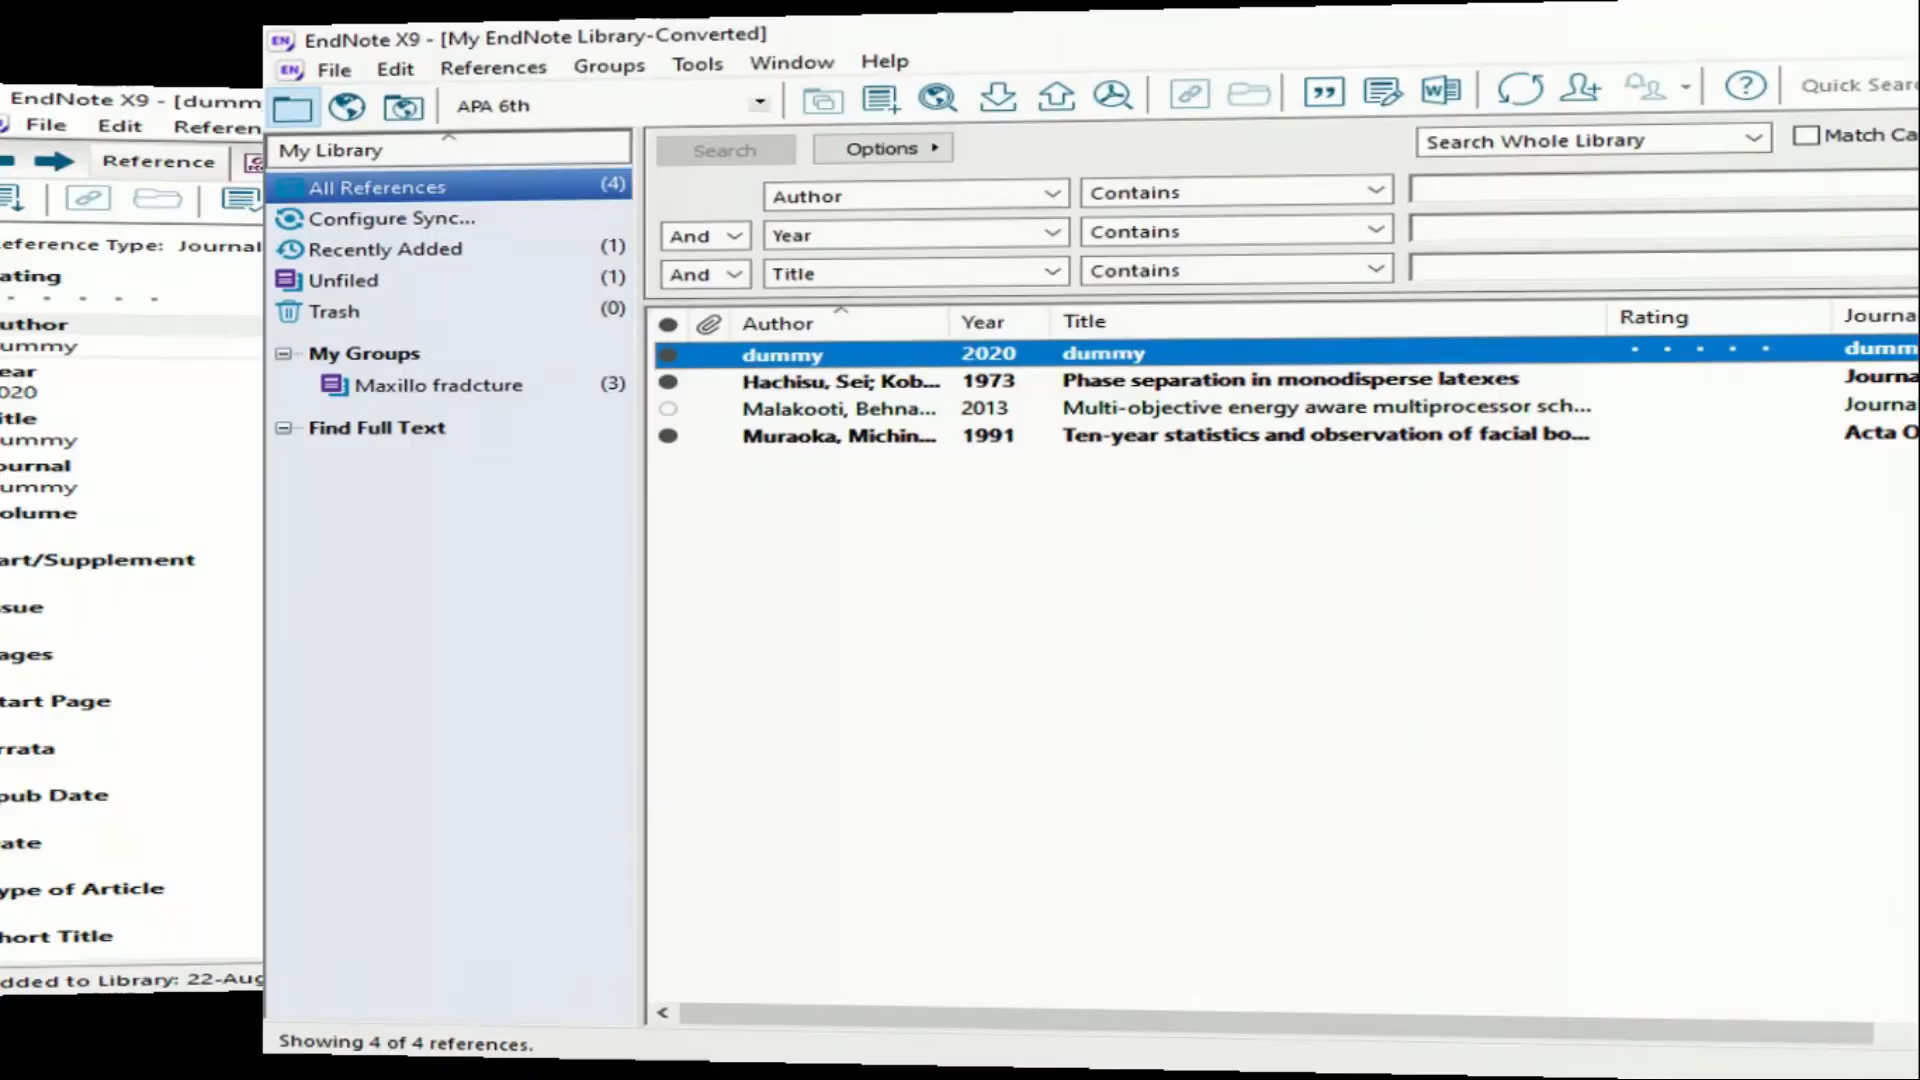 EndNote X9 - [dumm
File Edit Referen
Reference
eference Type: Journal
ating
uthor
ummy
ear
020
itle
ummy
ournal
ummy
olume
art/Supplement
sue
ages
tart Page
rrata
pub Date
ate
ype of Article
hort Title
dded to Library: 22-Aug
EN EndNote X9 - [My EndNote Library-Converted]
EN File Edit References Groups Tools Window Help
APA 6th
Quick Sear
My Library
All References (4)
Configure Sync...
Recently Added (1)
Unfiled (1)
Trash (0)
My Groups
Maxillo fradcture (3)
Find Full Text
Search Options Search Whole Library Match Ca
Author Contains
And Year Contains
And Title Contains
Author Year Title Rating Journa
dummy 2020 dummy dumm
Hachisu, Sei; Kob... 1973 Phase separation in monodisperse latexes Journa
Malakooti, Behna... 2013 Multi-objective energy aware multiprocessor sch... Journa
Muraoka, Michin... 1991 Ten-year statistics and observation of facial bo... Acta O
Showing 4 of 4 references.